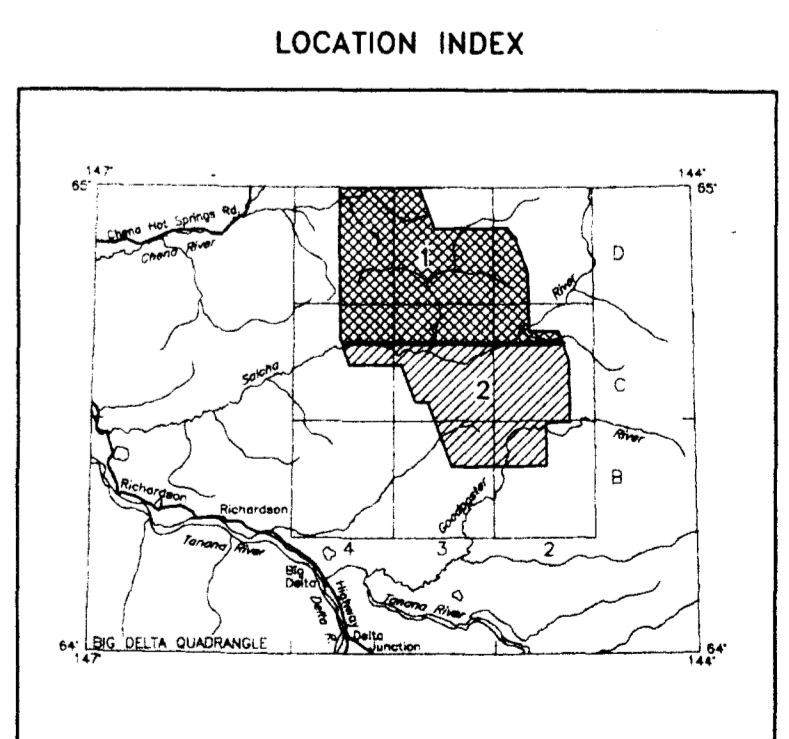 LOCATION INDEX
147°
144°
65°
65°
Chena Hot Springs Rd.
Chena River
1
D
River
Salcha
2
C
River
B
Richardson
Richardson
Goodpaster
Tanana River
4
3
2
Big
Delta
Highway
Delta R
Tanana River
Delta
Junction
BIG DELTA QUADRANGLE
64°
64°
147°
144°